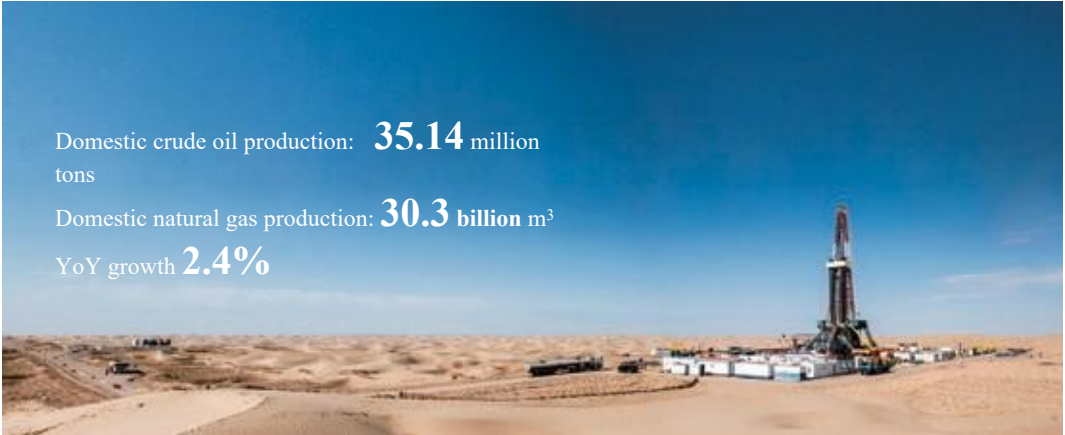 Domestic crude oil production: 35.14 million
tons
Domestic natural gas production: 30.3 billion m³
YoY growth 2.4%